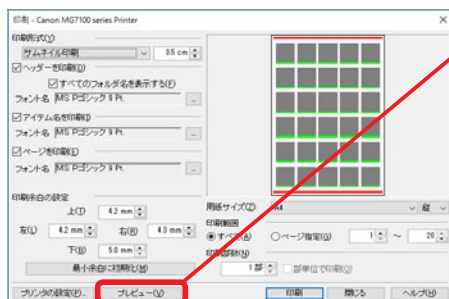 印刷 - Canon MG7100 series Printer
印刷形式(Y)
サムネイル印刷 3.5 cm
ヘッダーを印刷(D)
すべてのフォルダ名を表示する(F)
フォント名 MS Pゴシック 9 Pt. ...
アイテム名を印刷(I)
フォント名 MS Pゴシック 9 Pt. ...
ページを印刷(E)
フォント名 MS Pゴシック 9 Pt. ...
印刷余白の設定
上(T) 4.2 mm
左(L) 4.2 mm 右(R) 4.0 mm
下(B) 5.0 mm
最小余白に初期化(M)
用紙サイズ(Z) A4 縦
印刷範囲
すべて(A) ページ指定(G) 1 ~ 20
印刷部数(N)
1 部 部単位で印刷(O)
プリンタの設定(P)... プレビュー(V) 印刷 閉じる ヘルプ(H)